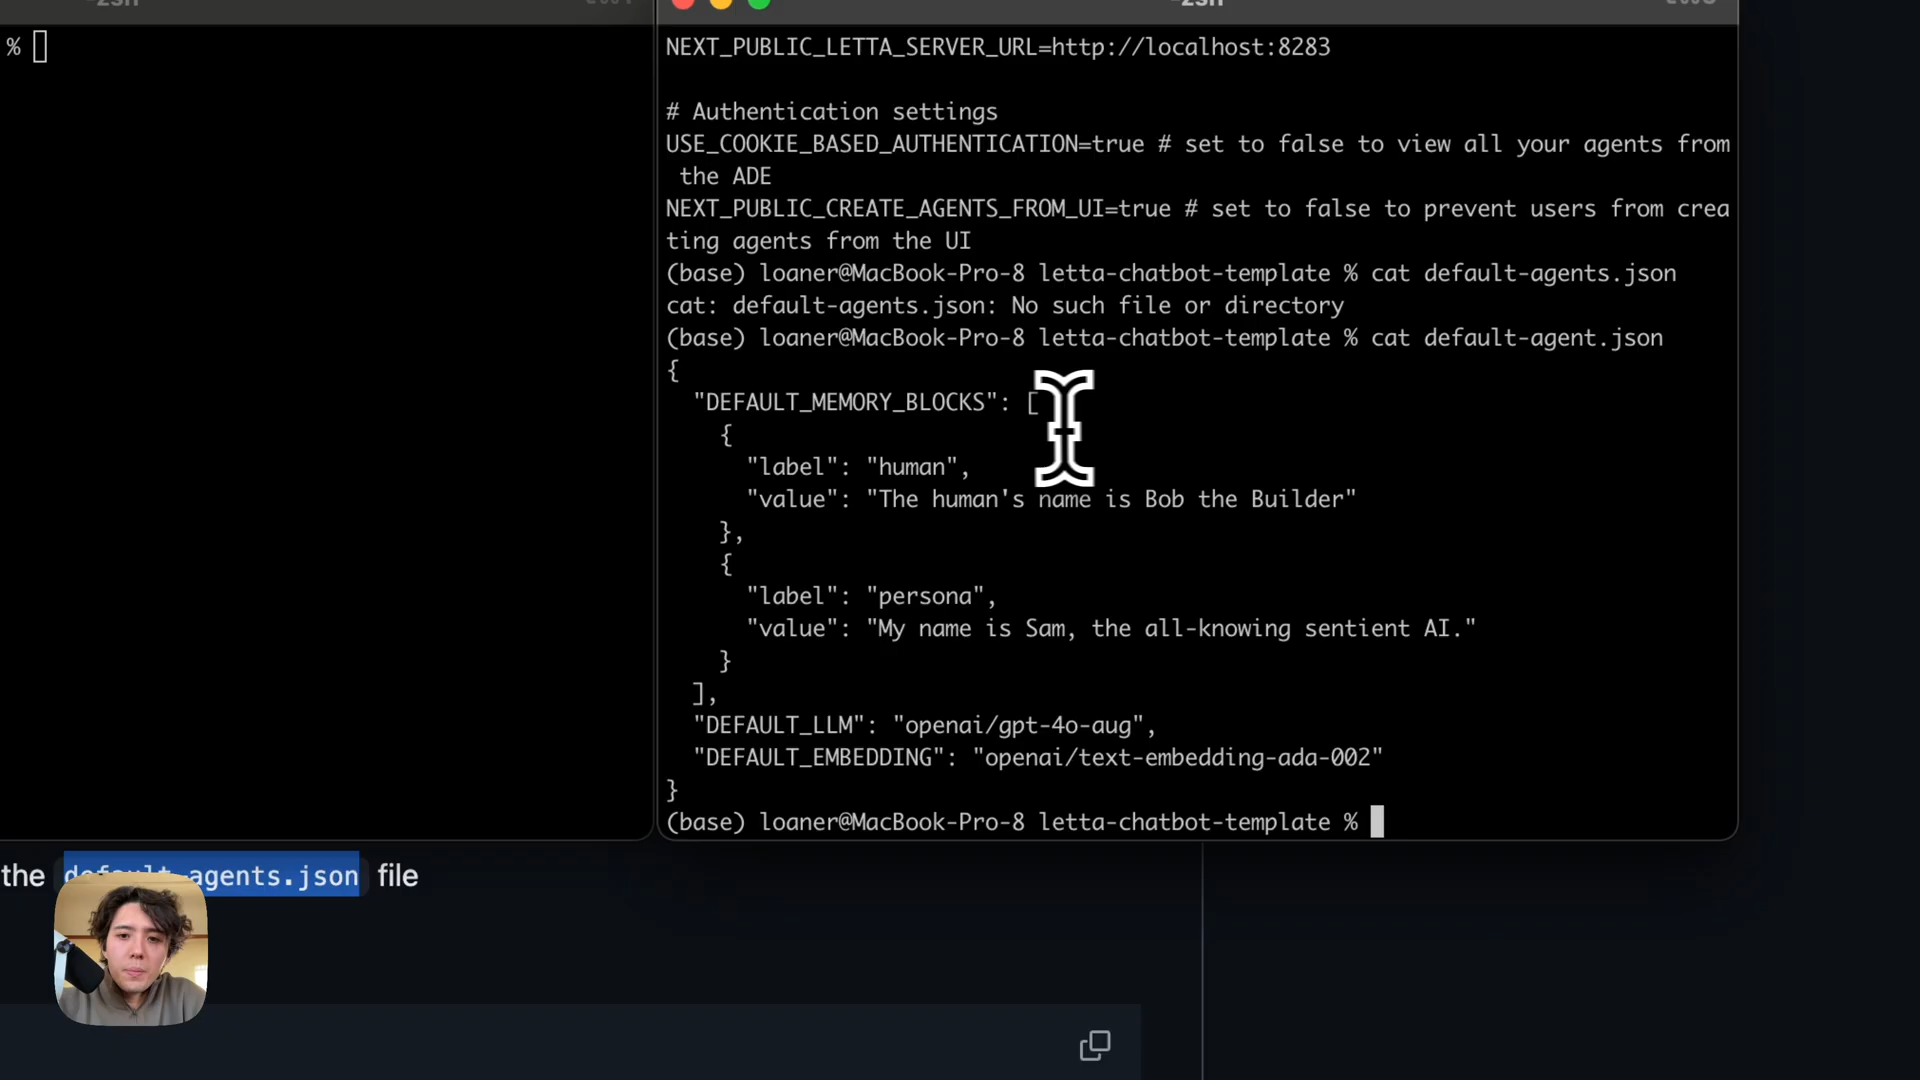 -zsh
-zsh
% 
NEXT_PUBLIC_LETTA_SERVER_URL=http://localhost:8283
# Authentication settings
USE_COOKIE_BASED_AUTHENTICATION=true # set to false to view all your agents from
the ADE
NEXT_PUBLIC_CREATE_AGENTS_FROM_UI=true # set to false to prevent users from crea
ting agents from the UI
(base) loaner@MacBook-Pro-8 letta-chatbot-template % cat default-agents.json
cat: default-agents.json: No such file or directory
(base) loaner@MacBook-Pro-8 letta-chatbot-template % cat default-agent.json
{
"DEFAULT_MEMORY_BLOCKS": [
{
"label": "human",
"value": "The human's name is Bob the Builder"
},
{
"label": "persona",
"value": "My name is Sam, the all-knowing sentient AI."
}
],
"DEFAULT_LLM": "openai/gpt-4o-aug",
"DEFAULT_EMBEDDING": "openai/text-embedding-ada-002"
}
(base) loaner@MacBook-Pro-8 letta-chatbot-template %
the default-agents.json file